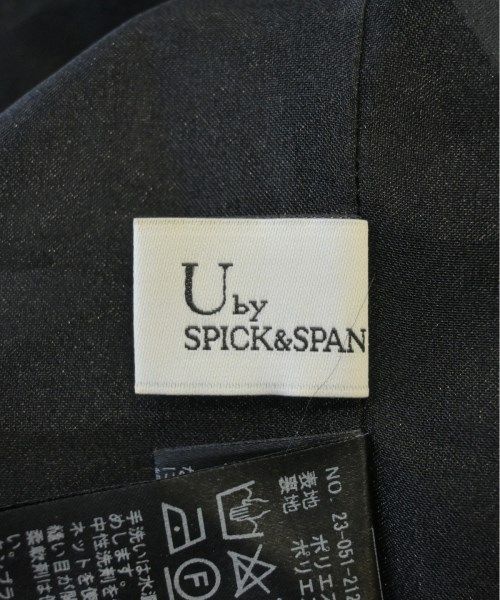 U by
SPICK&SPAN
NO 23-051-212
表地 ポリエス
裏地 ポリエ
手洗いは水
めします。
中性洗剤を
ネットを使
縫い目が
柔軟剤は
F